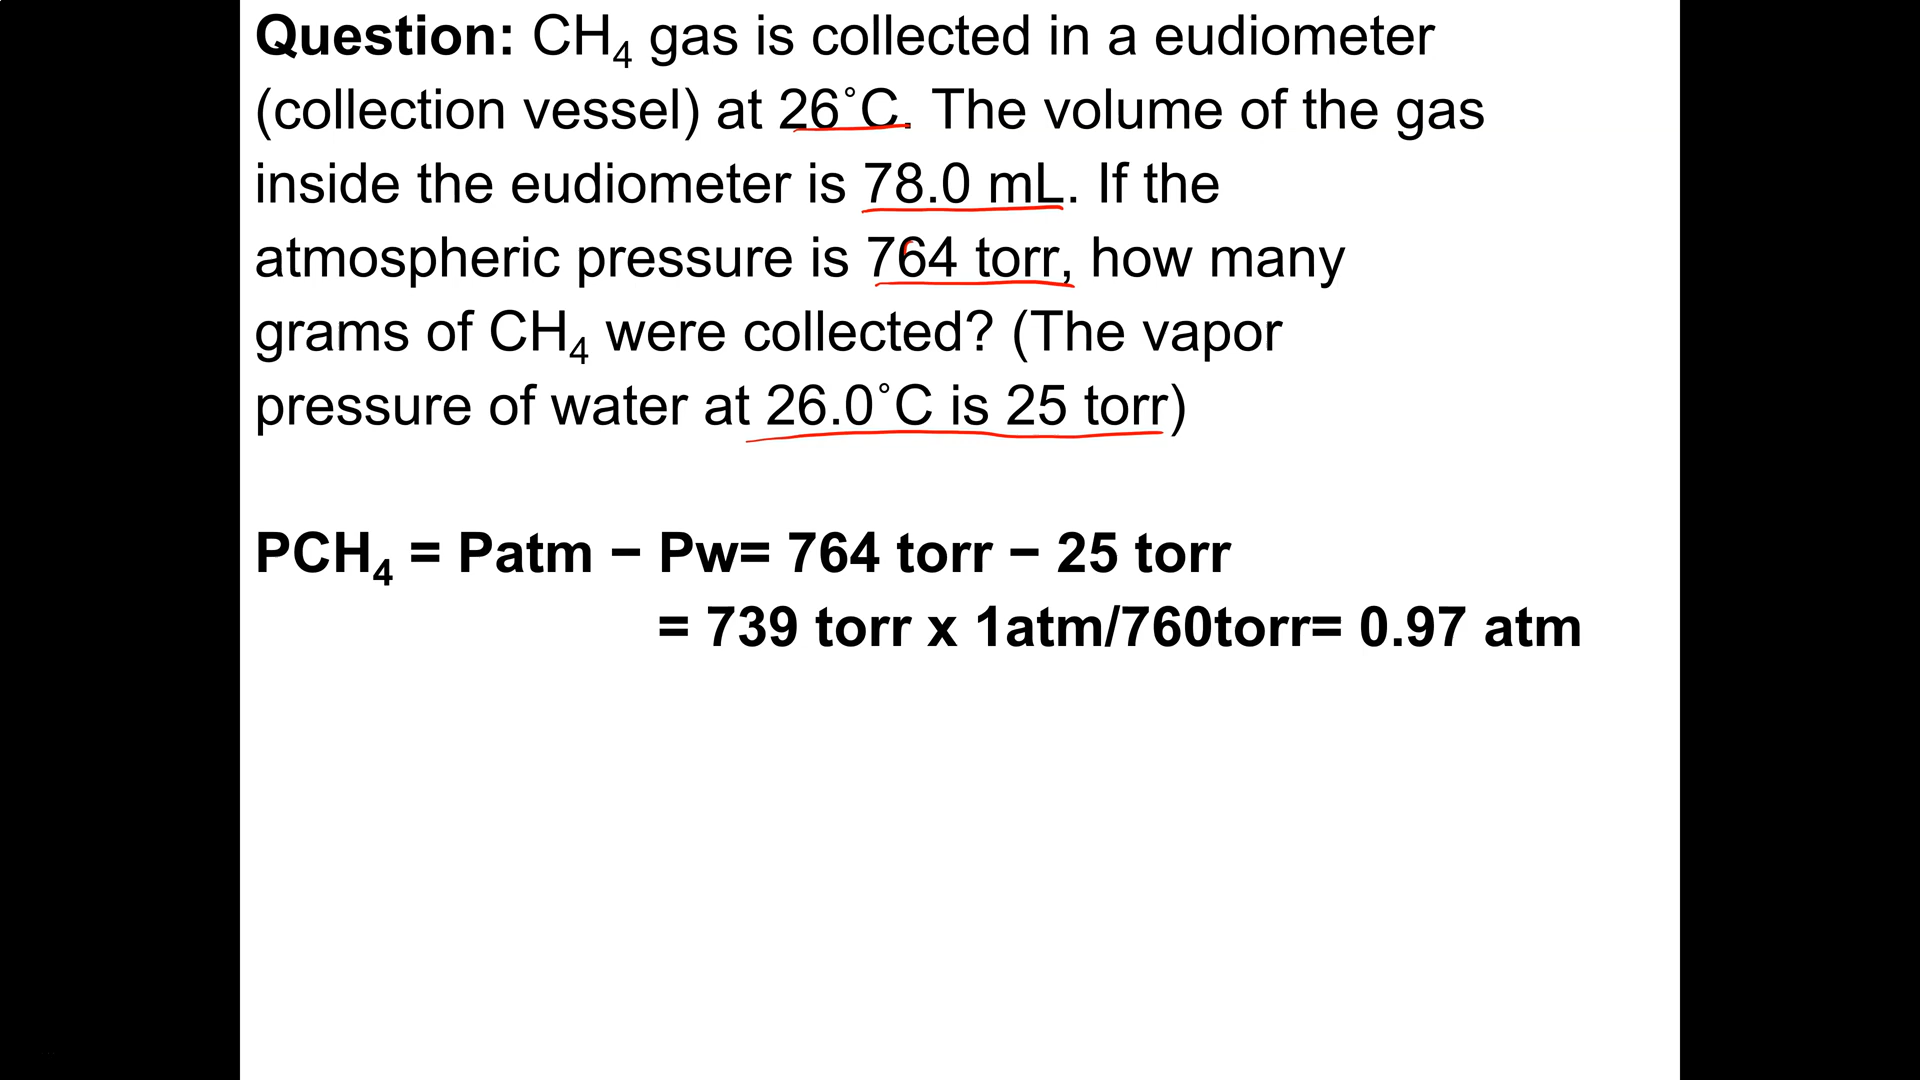 Question: CH₄ gas is collected in a eudiometer
(collection vessel) at 26˚C. The volume of the gas
inside the eudiometer is 78.0 mL. If the
atmospheric pressure is 764 torr, how many
grams of CH₄ were collected? (The vapor
pressure of water at 26.0˚C is 25 torr)
PCH₄ = Patm – Pw= 764 torr – 25 torr
= 739 torr x 1atm/760torr= 0.97 atm